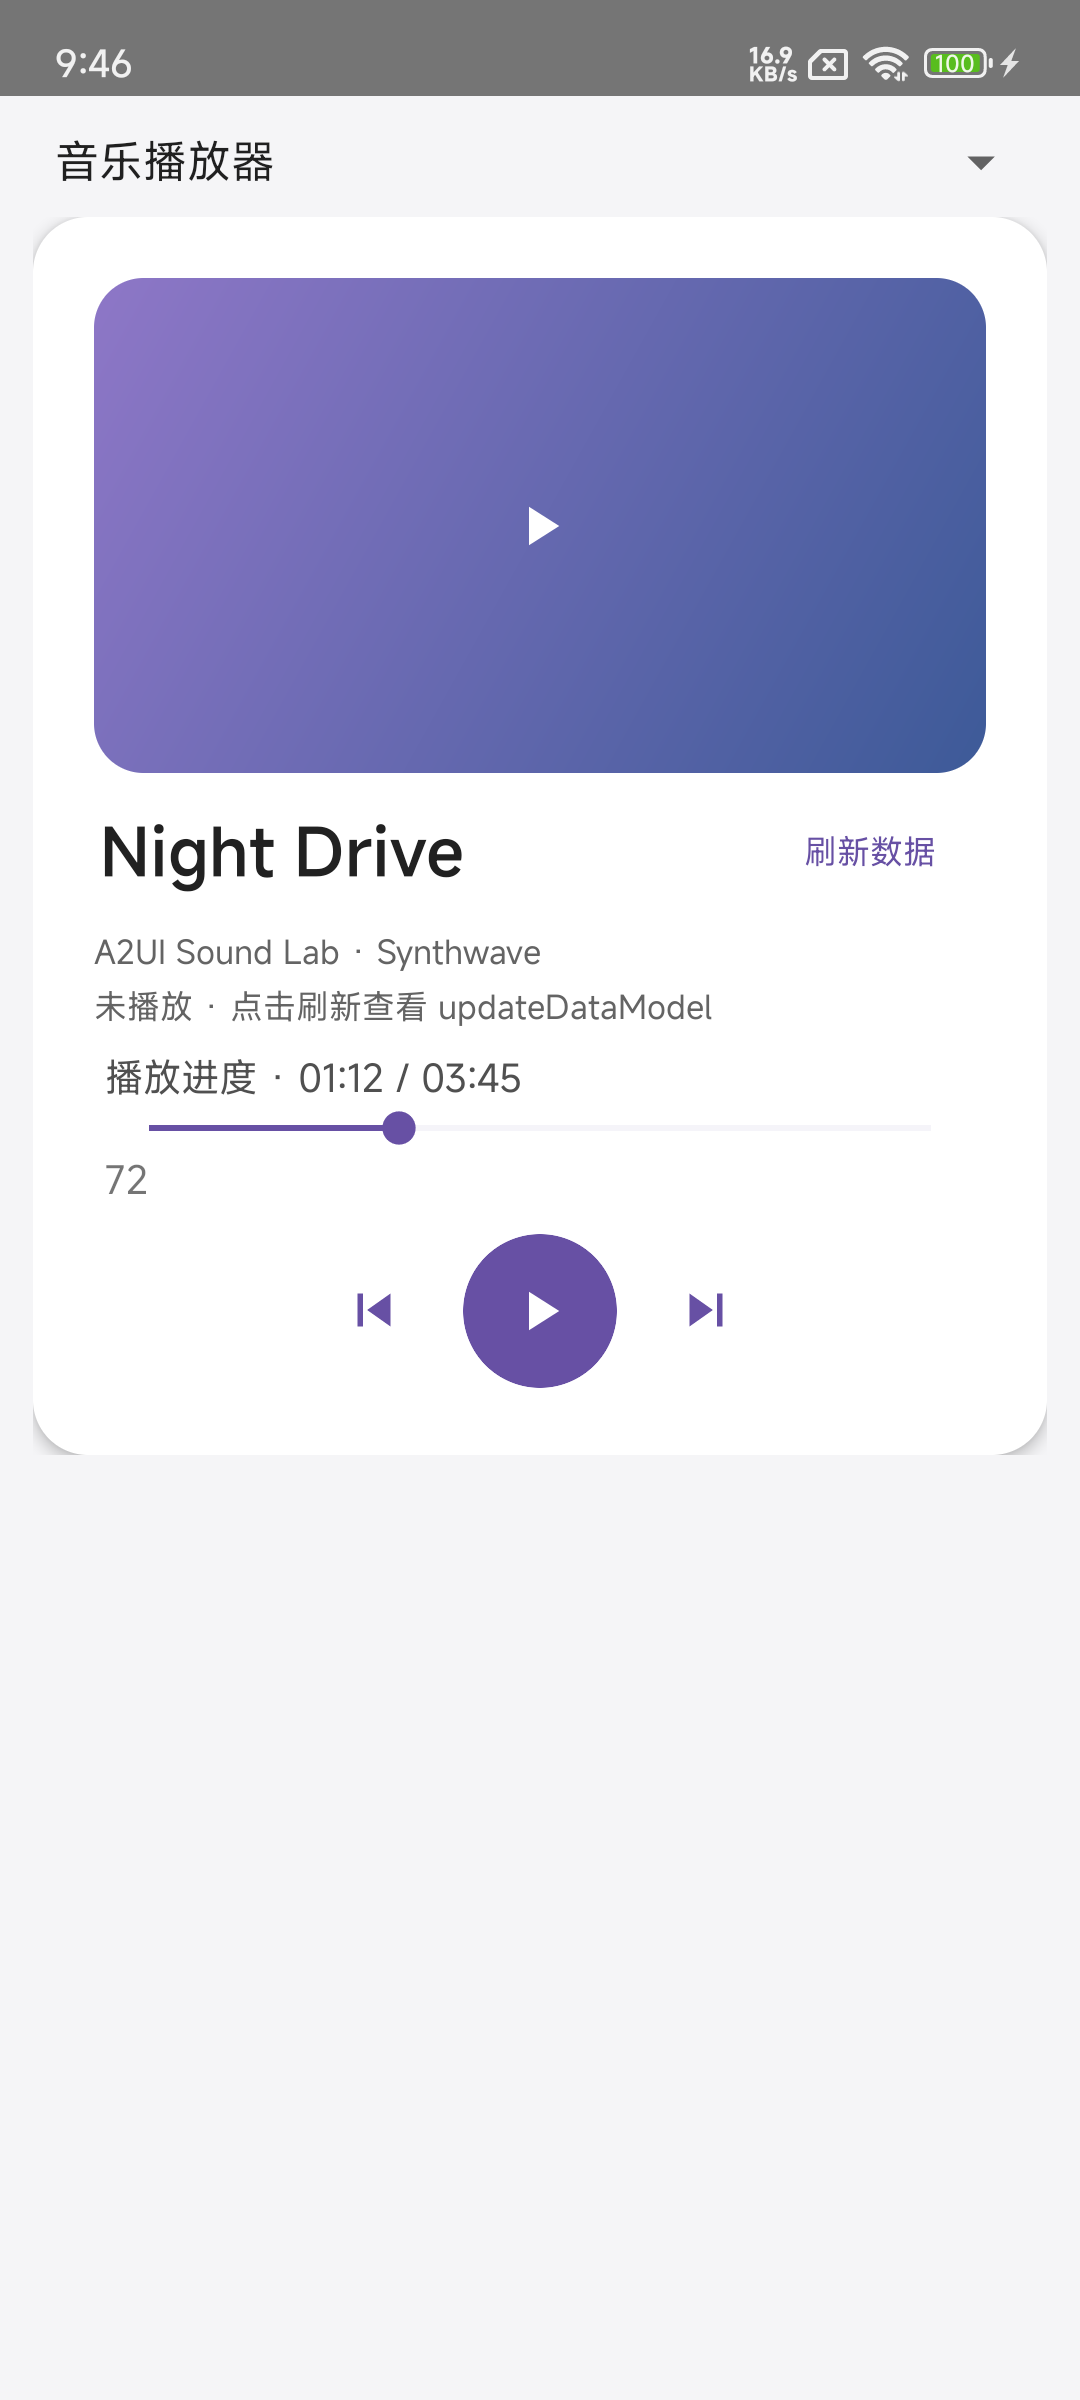 9:46
16.9
KB/s
100
音乐播放器
Night Drive
刷新数据
A2UI Sound Lab · Synthwave
未播放 · 点击刷新查看 updateDataModel
播放进度 · 01:12 / 03:45
72